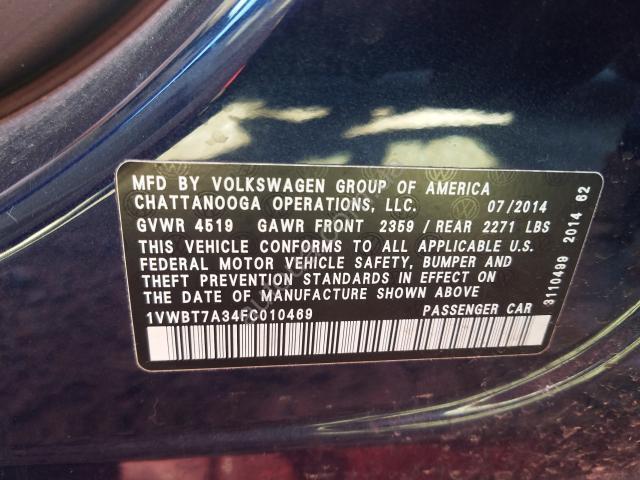 MFD BY VOLKSWAGEN GROUP OF AMERICA
CHATTANOOGA OPERATIONS, LLC. 07/2014
GVWR 4519 GAWR FRONT 2359 / REAR 2271 LBS
THIS VEHICLE CONFORMS TO ALL APPLICABLE U.S.
FEDERAL MOTOR VEHICLE SAFETY, BUMPER AND
THEFT PREVENTION STANDARDS IN EFFECT ON
THE DATE OF MANUFACTURE SHOWN ABOVE
1VWBT7A34FC010469 PASSENGER CAR
3110499 2014 62